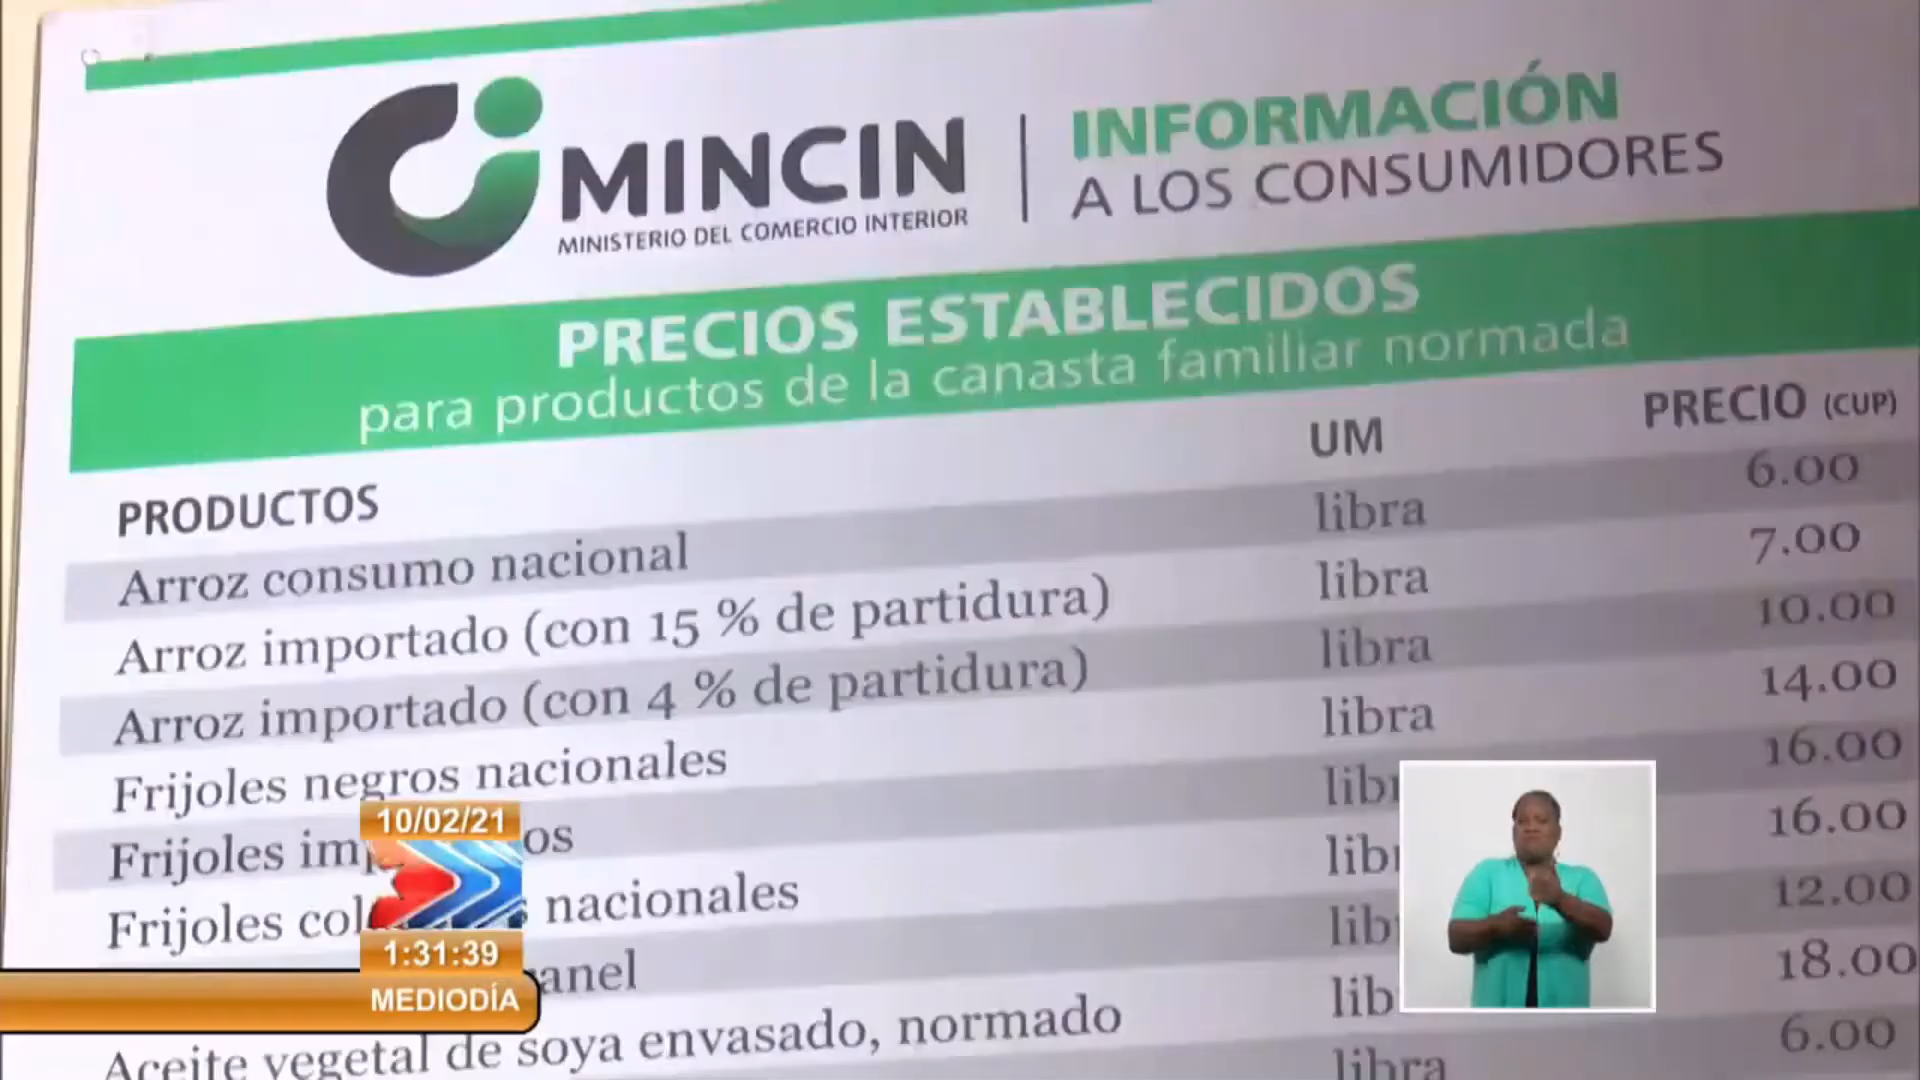 MINCIN
MINISTERIO DEL COMERCIO INTERIOR
INFORMACIÓN
A LOS CONSUMIDORES
PRECIOS ESTABLECIDOS
para productos de la canasta familiar normada
PRODUCTOS UM PRECIO (CUP)
Arroz consumo nacional libra 6.00
Arroz importado (con 15 % de partidura) libra 7.00
Arroz importado (con 4 % de partidura) libra 10.00
Frijoles negros nacionales libra 14.00
Frijoles 16.00
Frijoles nacionales 16.00
12.00
Aceite vegetal de soya envasado, normado 18.00
libra 6.00
10/02/21
1:31:39
MEDIODÍA